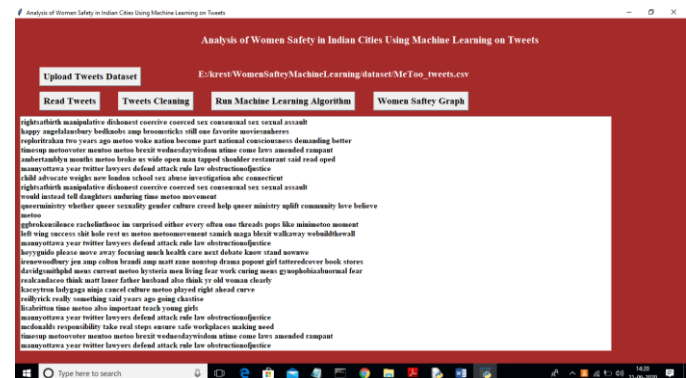 Analysis of Women Safety in Indian Cities Using Machine Learning on Tweets
Analysis of Women Safety in Indian Cities Using Machine Learning on Tweets
Upload Tweets Dataset
E:/krest/WomenSafteyMachineLearning/dataset/MeToo_tweets.csv
Read Tweets
Tweets Cleaning
Run Machine Learning Algorithm
Women Saftey Graph
rightsatbirth manipulative dishonest coercive coerced sex consensual sex sexual assault
happy angelalansbury bedknobs amp broomsticks still one favorite moviesnnheres
reploritrahan two years ago metoo woke nation become part national consciousness demanding better
timesup metoovoter mentoo metoo brexit wednesdaywisdom ntime come laws amended rampant
ambertamblyn months metoo broke us wide open man tapped shoulder restaurant said read oped
mannyottawa year twitter lawyers defend attack rule law obstructionofjustice
child advocate weighs new london school sex abuse investigation nbc connecticut
rightsatbirth manipulative dishonest coercive coerced sex consensual sex sexual assault
would instead tell daughters nnduring time metoo movement
queerministry whether queer sexuality gender culture creed help queer ministry uplift community love believe
metoo
ggbrokensilence rachelintheoc im surprised either every often one threads pops like minimetoo moment
left wing success shit hole rest us metoo metoomovement samich maga blexit walkaway webuildthewall
mannyottawa year twitter lawyers defend attack rule law obstructionofjustice
heyyguido please move away focusing much health care next debate know stand nonuwe
irenewoodbury jen amp colton brandi amp matt zane nonstop drama popout girl tatteredcover book stores
davidgsmithphd mens current metoo hysteria men living fear work curing mens gynophobiaabnormal fear
realcandaceo think matt lauer father husband also think yr old woman clearly
kaceytron ladygaga ninja cancel culture metoo played right ahead curve
reillyrick really something said years ago going chastise
lisabritton time metoo also important teach young girls
mannyottawa year twitter lawyers defend attack rule law obstructionofjustice
mcdonalds responsibility take real steps ensure safe workplaces making need
timesup metoovoter mentoo metoo brexit wednesdaywisdom ntime come laws amended rampant
mannyottawa year twitter lawyers defend attack rule law obstructionofjustice
Type here to search
14:20
21-06-2020